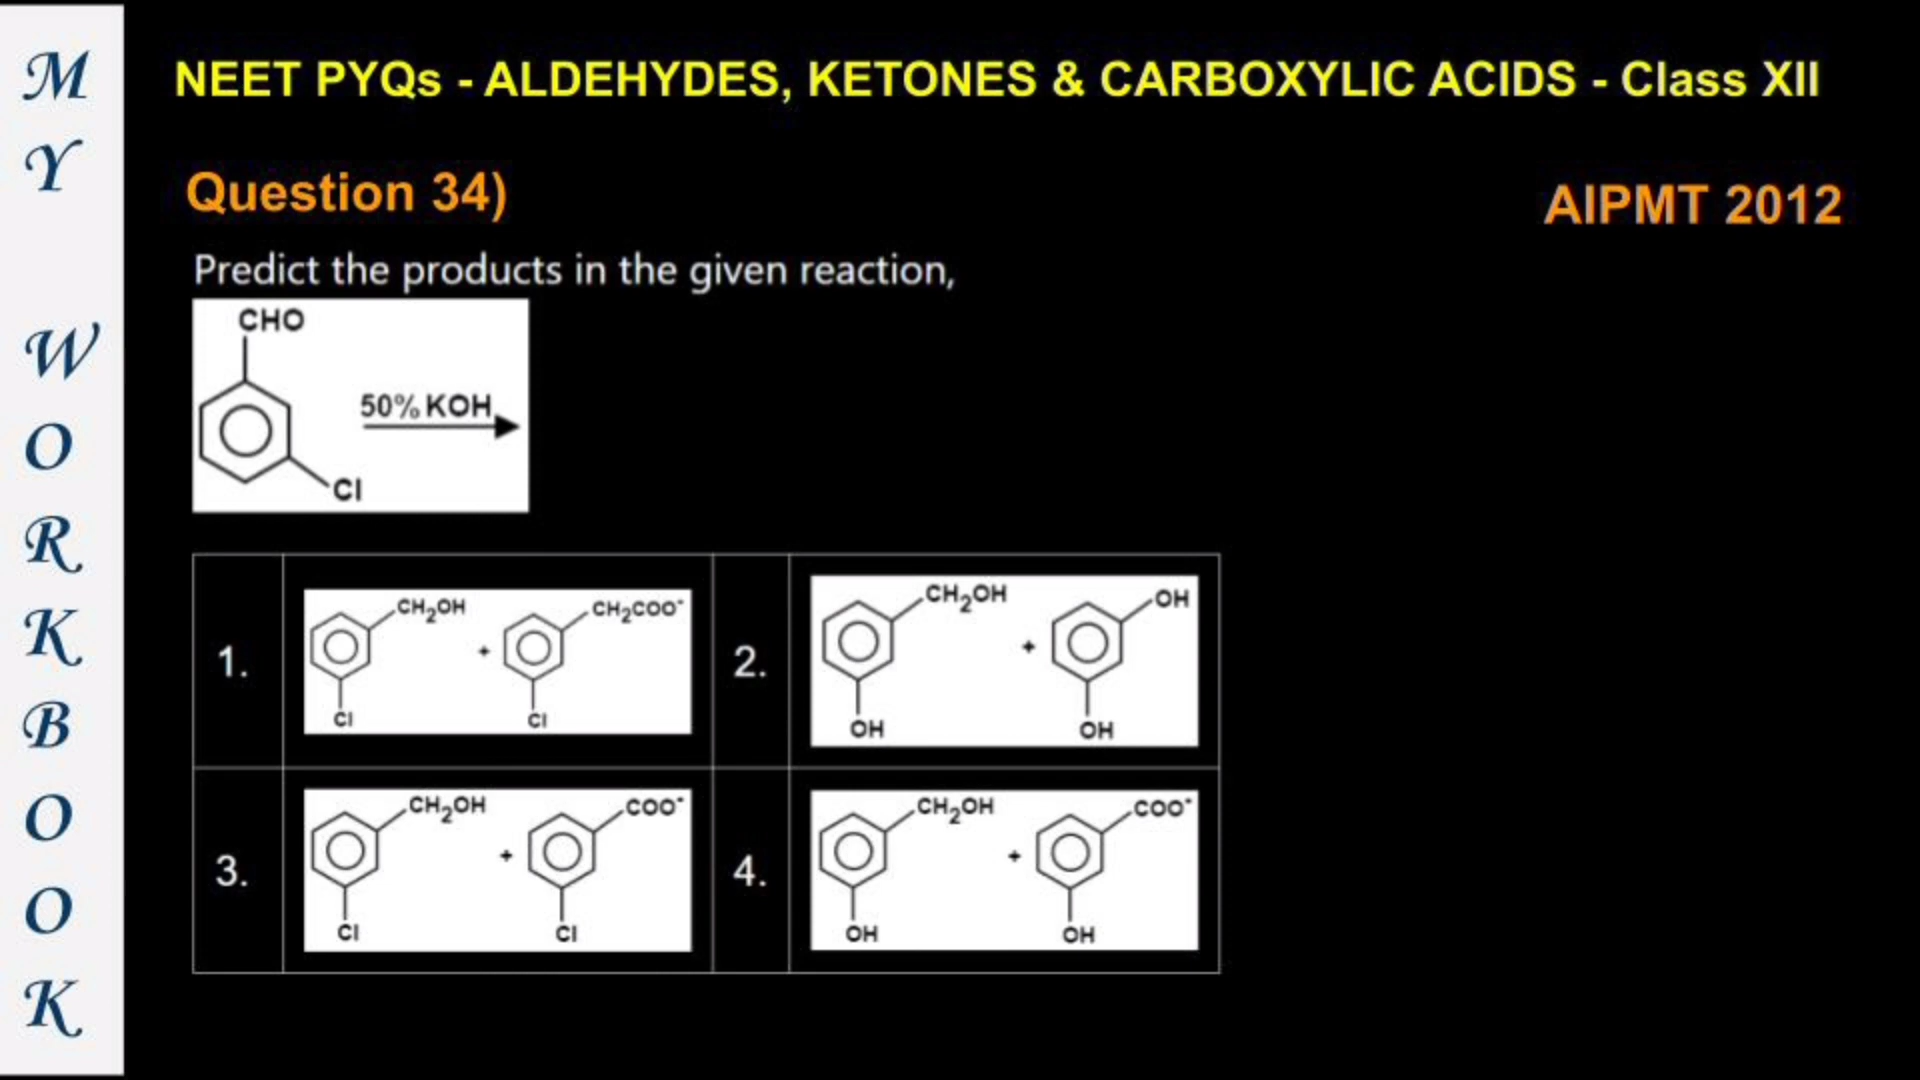 MY WORKBOOK
NEET PYQs - ALDEHYDES, KETONES & CARBOXYLIC ACIDS - Class XII
Question 34)
AIPMT 2012
Predict the products in the given reaction,
CHO
50% KOH
Cl
1.
CH₂OH
+
CH₂COO⁻
Cl
Cl
2.
CH₂OH
+
OH
OH
OH
3.
CH₂OH
+
COO⁻
Cl
Cl
4.
CH₂OH
+
COO⁻
OH
OH